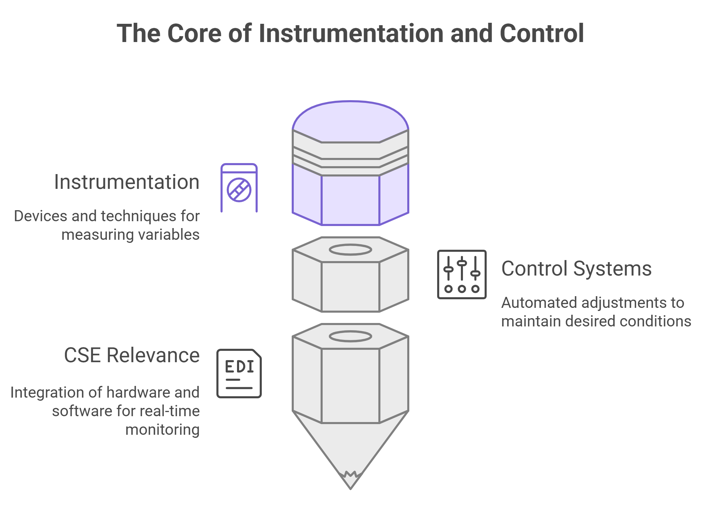 The Core of Instrumentation and Control
Instrumentation
Devices and techniques for
measuring variables
Control Systems
Automated adjustments to
maintain desired conditions
CSE Relevance
EDI
Integration of hardware and
software for real-time
monitoring